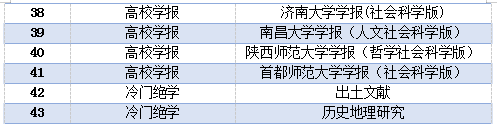 38 高校学报 济南大学学报(社会科学版)
39 高校学报 南昌大学学报（人文社会科学版）
40 高校学报 陕西师范大学学报（哲学社会科学版）
41 高校学报 首都师范大学学报（社会科学版）
42 冷门绝学 出土文献
43 冷门绝学 历史地理研究